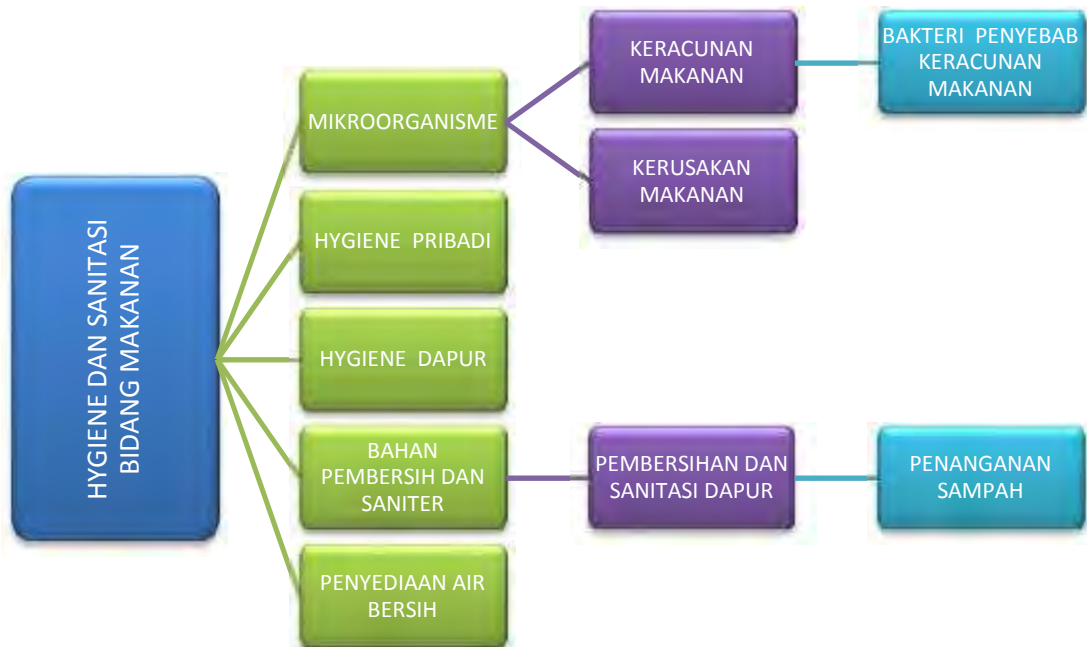 HYGIENE DAN SANITASI
BIDANG MAKANAN
MIKROORGANISME
KERACUNAN
MAKANAN
BAKTERI PENYEBAB
KERACUNAN
MAKANAN
KERUSAKAN
MAKANAN
HYGIENE PRIBADI
HYGIENE DAPUR
BAHAN
PEMBERSIH DAN
SANITER
PEMBERSIHAN DAN
SANITASI DAPUR
PENANGANAN
SAMPAH
PENYEDIAAN AIR
BERSIH